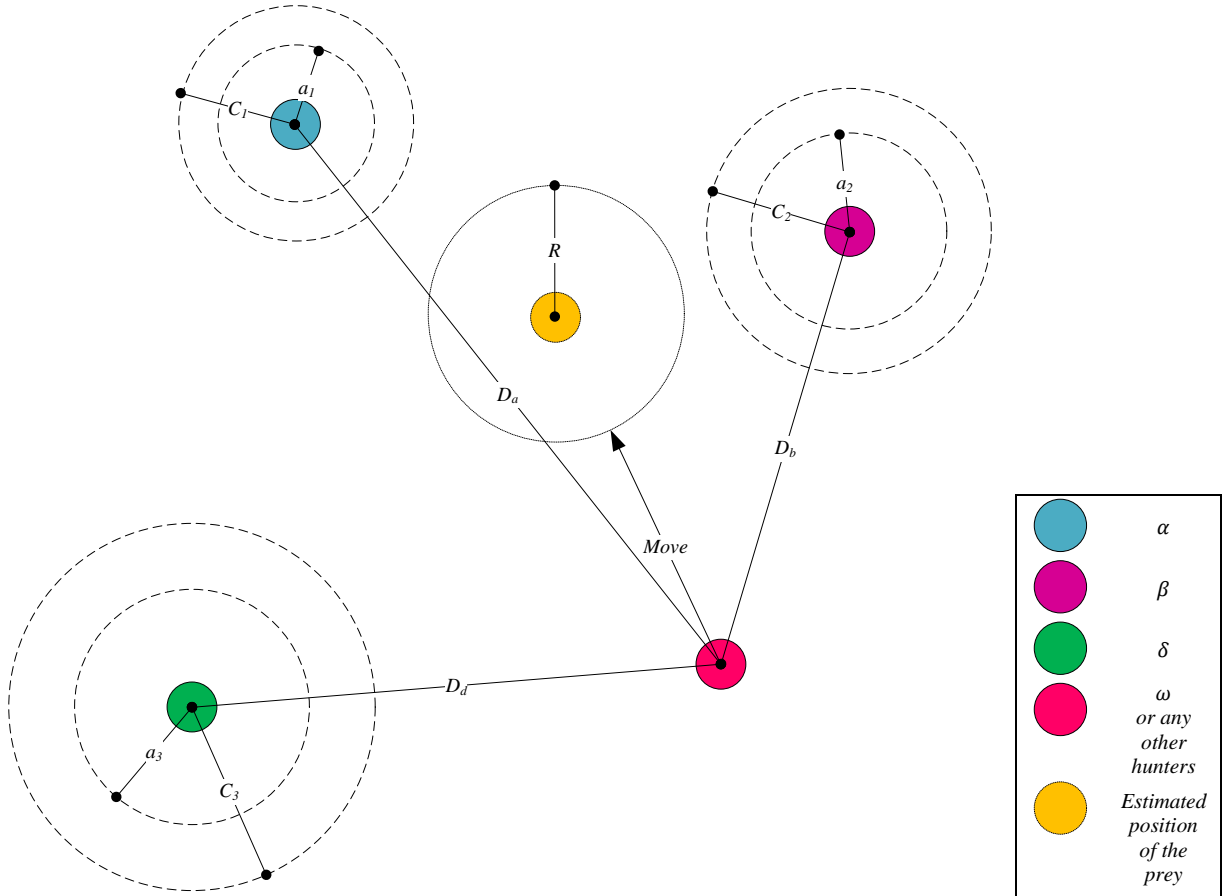 a1
C1
a2
C2
R
Da
Db
Move
Dd
a3
C3
α
β
δ
ω
or any
other
hunters
Estimated
position
of the
prey